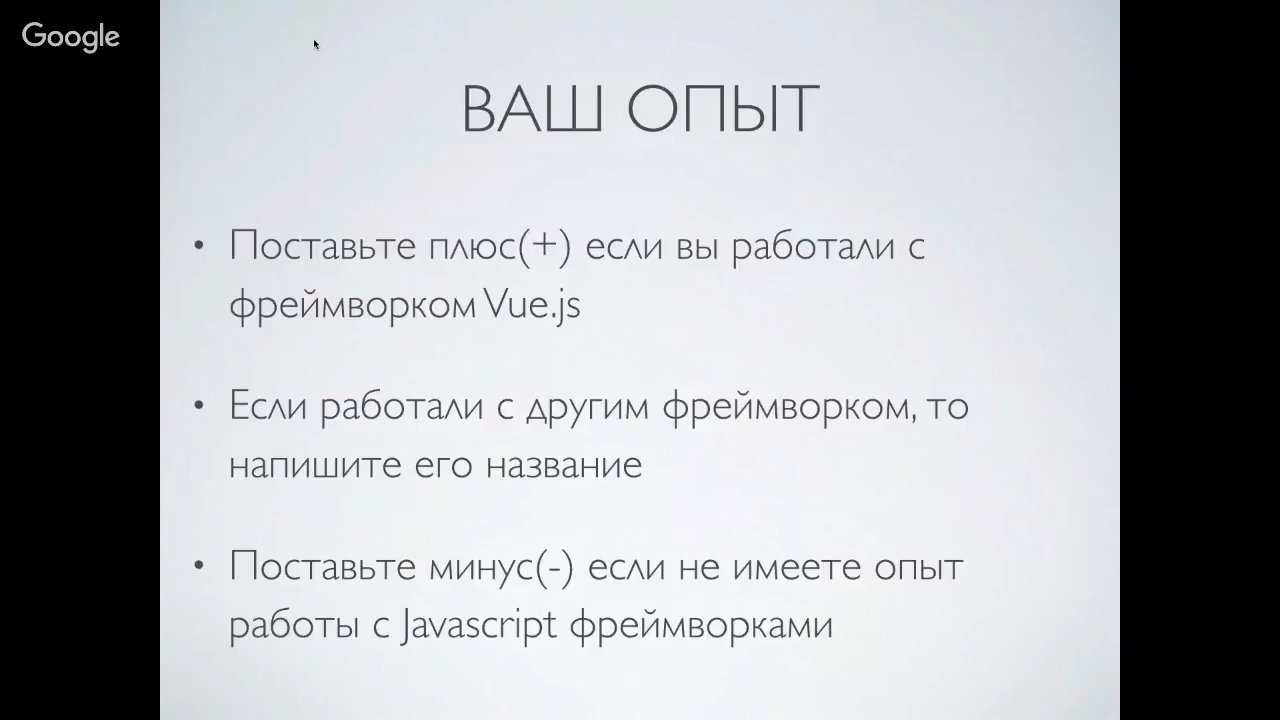 Google
ВАШ ОПЫТ
• Поставьте плюс(+) если вы работали с
фреймворком Vue.js
• Если работали с другим фреймворком, то
напишите его название
• Поставьте минус(-) если не имеете опыт
работы с Javascript фреймворками